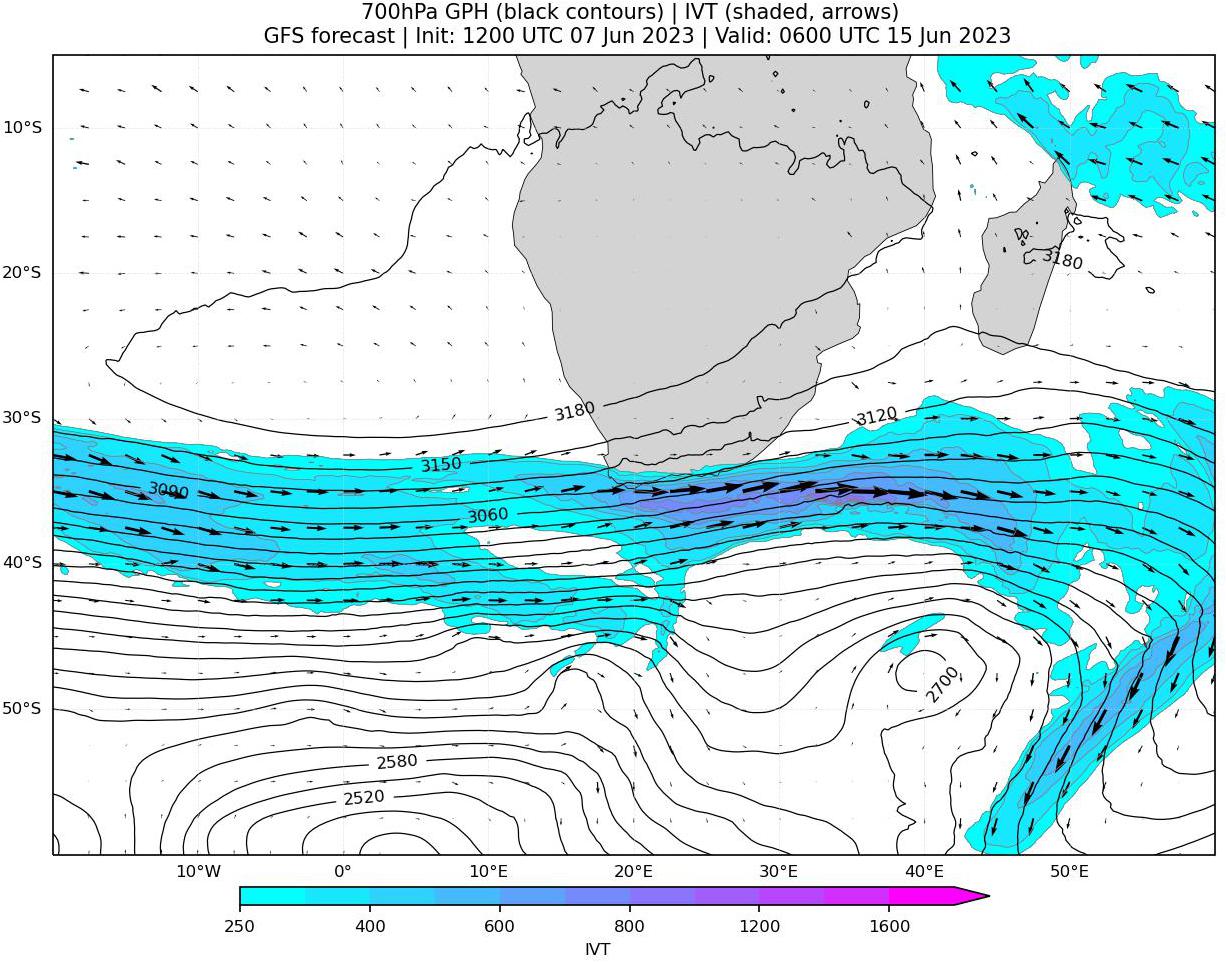 700hPa GPH (black contours) | IVT (shaded, arrows)
GFS forecast | Init: 1200 UTC 07 Jun 2023 | Valid: 0600 UTC 15 Jun 2023
10°S
20°S
3180
30°S
3180
3120
3150
3090
3060
40°S
2700
50°S
2580
2520
10°W 0° 10°E 20°E 30°E 40°E 50°E
250 400 600 800 1200 1600
IVT